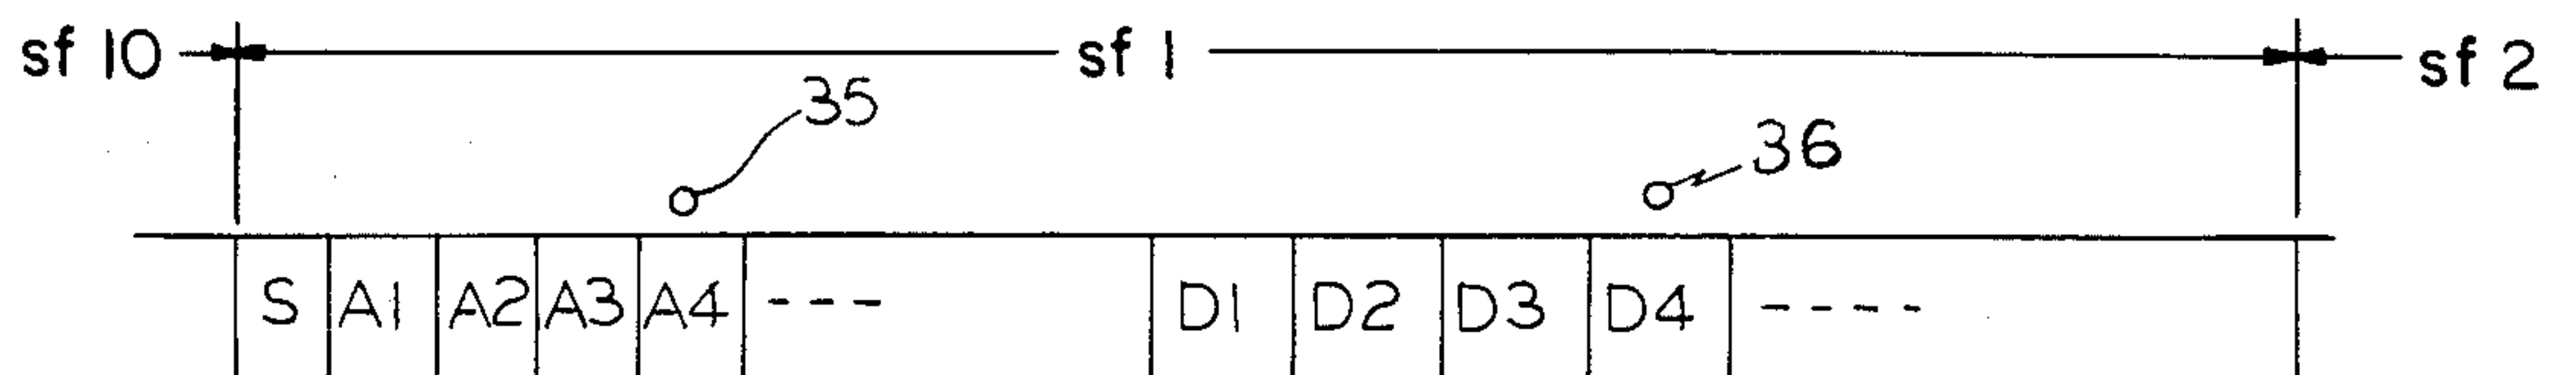 sf 10 sf 1 sf 2
35
36
S A1 A2 A3 A4 --- D1 D2 D3 D4 ----